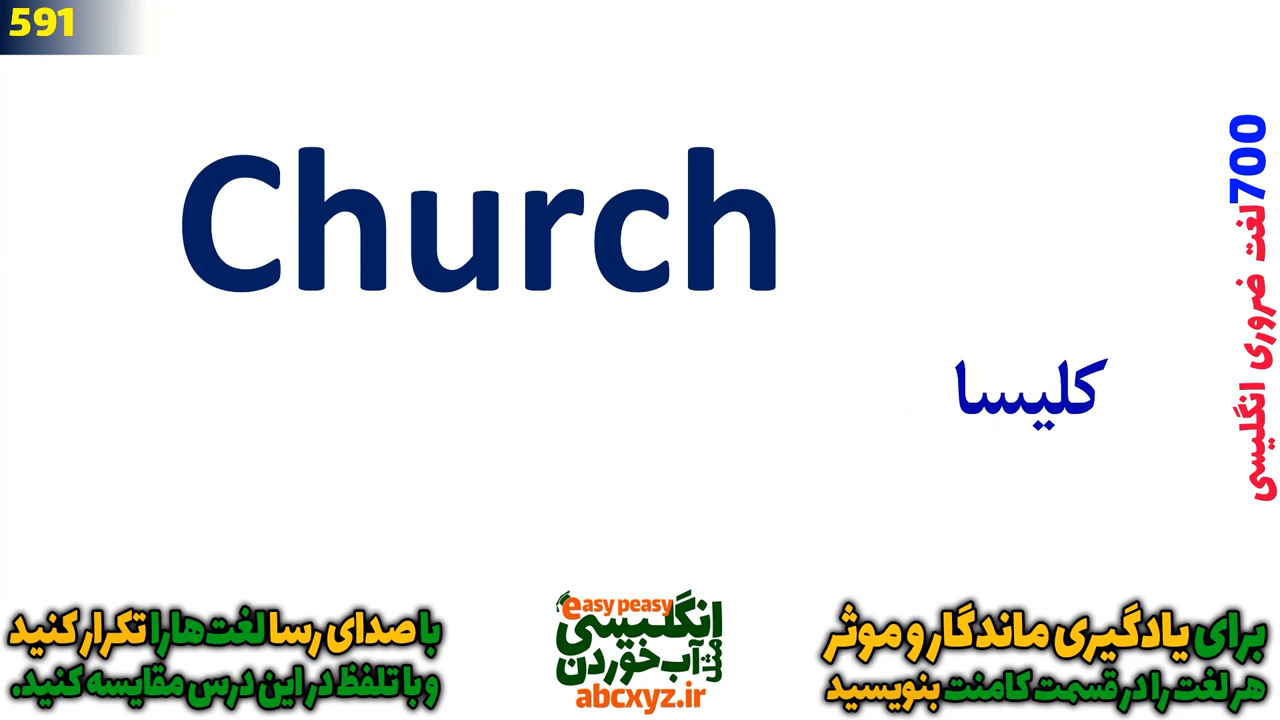 591
Church
کلیسا
700 لغت ضروری انگلیسی
با صدای رسا لغت‌ها را تکرار کنید
و با تلفظ در این درس مقایسه کنید.
easy peasy
انگلیسی
مثل آب خوردن
abcxyz.ir
برای یادگیری ماندگار و موثر
هر لغت را در قسمت کامنت بنویسید